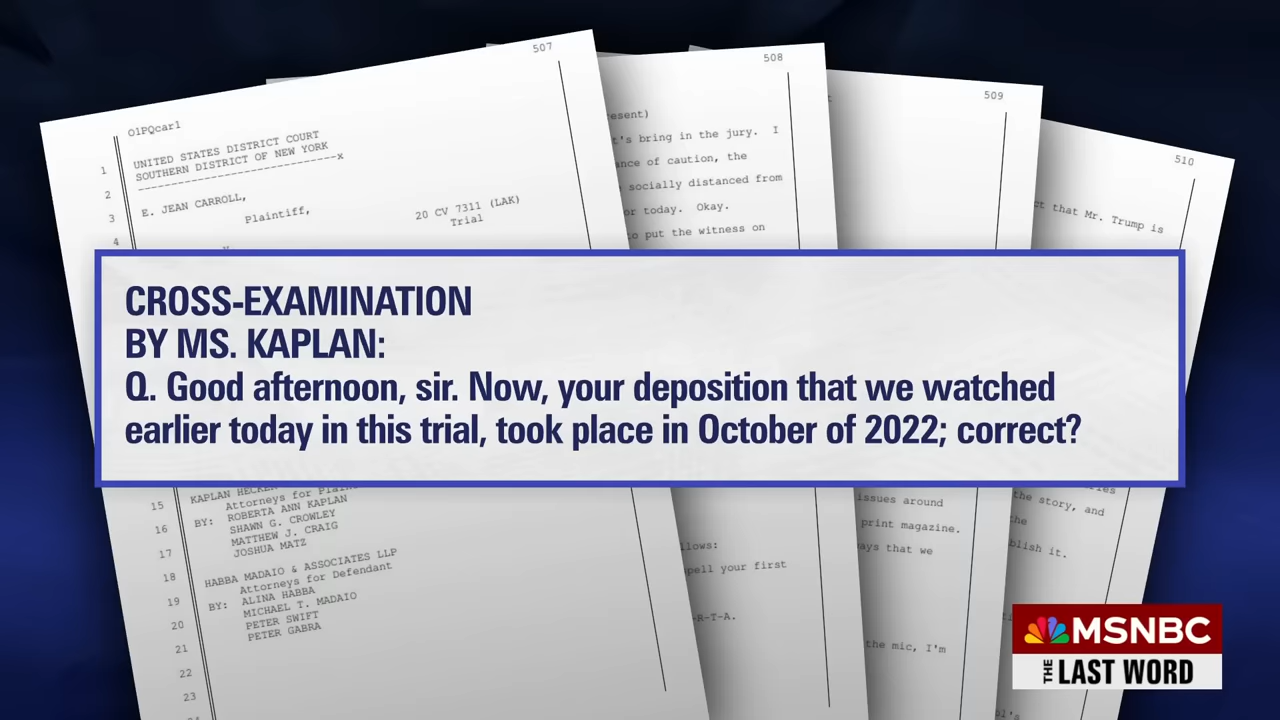 507
O1PQcar1
1 UNITED STATES DISTRICT COURT
SOUTHERN DISTRICT OF NEW YORK
2 ------------------------------x
3 E. JEAN CARROLL,
4 Plaintiff,
20 CV 7311 (LAK)
Trial
508
esent)
t's bring in the jury. I
ance of caution, the
socially distanced from
or today. Okay.
to put the witness on
509
510
ct that Mr. Trump is
CROSS-EXAMINATION
BY MS. KAPLAN:
Q. Good afternoon, sir. Now, your deposition that we watched
earlier today in this trial, took place in October of 2022; correct?
KAPLAN HECKER
15 Attorneys for Plain
BY: ROBERTA ANN KAPLAN
16 SHAWN G. CROWLEY
MATTHEW J. CRAIG
17 JOSHUA MATZ
18 HABBA MADAIO & ASSOCIATES LLP
Attorneys for Defendant
19 BY: ALINA HABBA
MICHAEL T. MADAIO
20 PETER SWIFT
PETER GABRA
21
22
23
llows:
pell your first
-R-T-A.
issues around
print magazine.
ays that we
the mic, I'm
the story, and
the
blish it.
MSNBC
THE LAST WORD